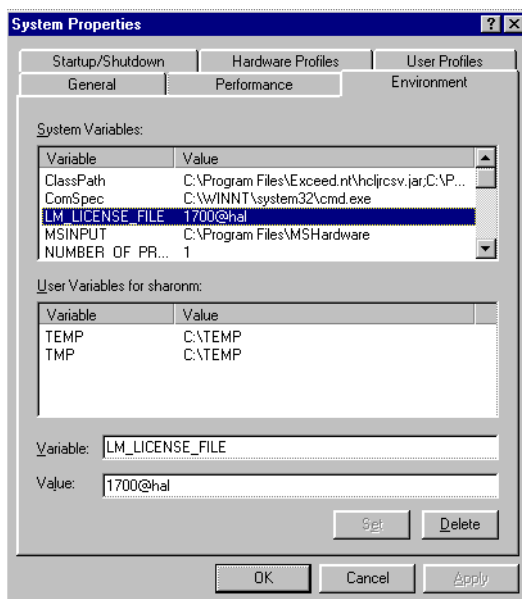 System Properties
Startup/Shutdown Hardware Profiles User Profiles
General Performance Environment
System Variables:
Variable Value
ClassPath C:\Program Files\Exceed.nt\hcljrcsv.jar;C:\P...
ComSpec C:\WINNT\system32\cmd.exe
LM_LICENSE_FILE 1700@hal
MSINPUT C:\Program Files\MSHardware
NUMBER OF PR... 1
User Variables for sharonm:
Variable Value
TEMP C:\TEMP
TMP C:\TEMP
Variable: LM_LICENSE_FILE
Value: 1700@hal
Set Delete
OK Cancel Apply